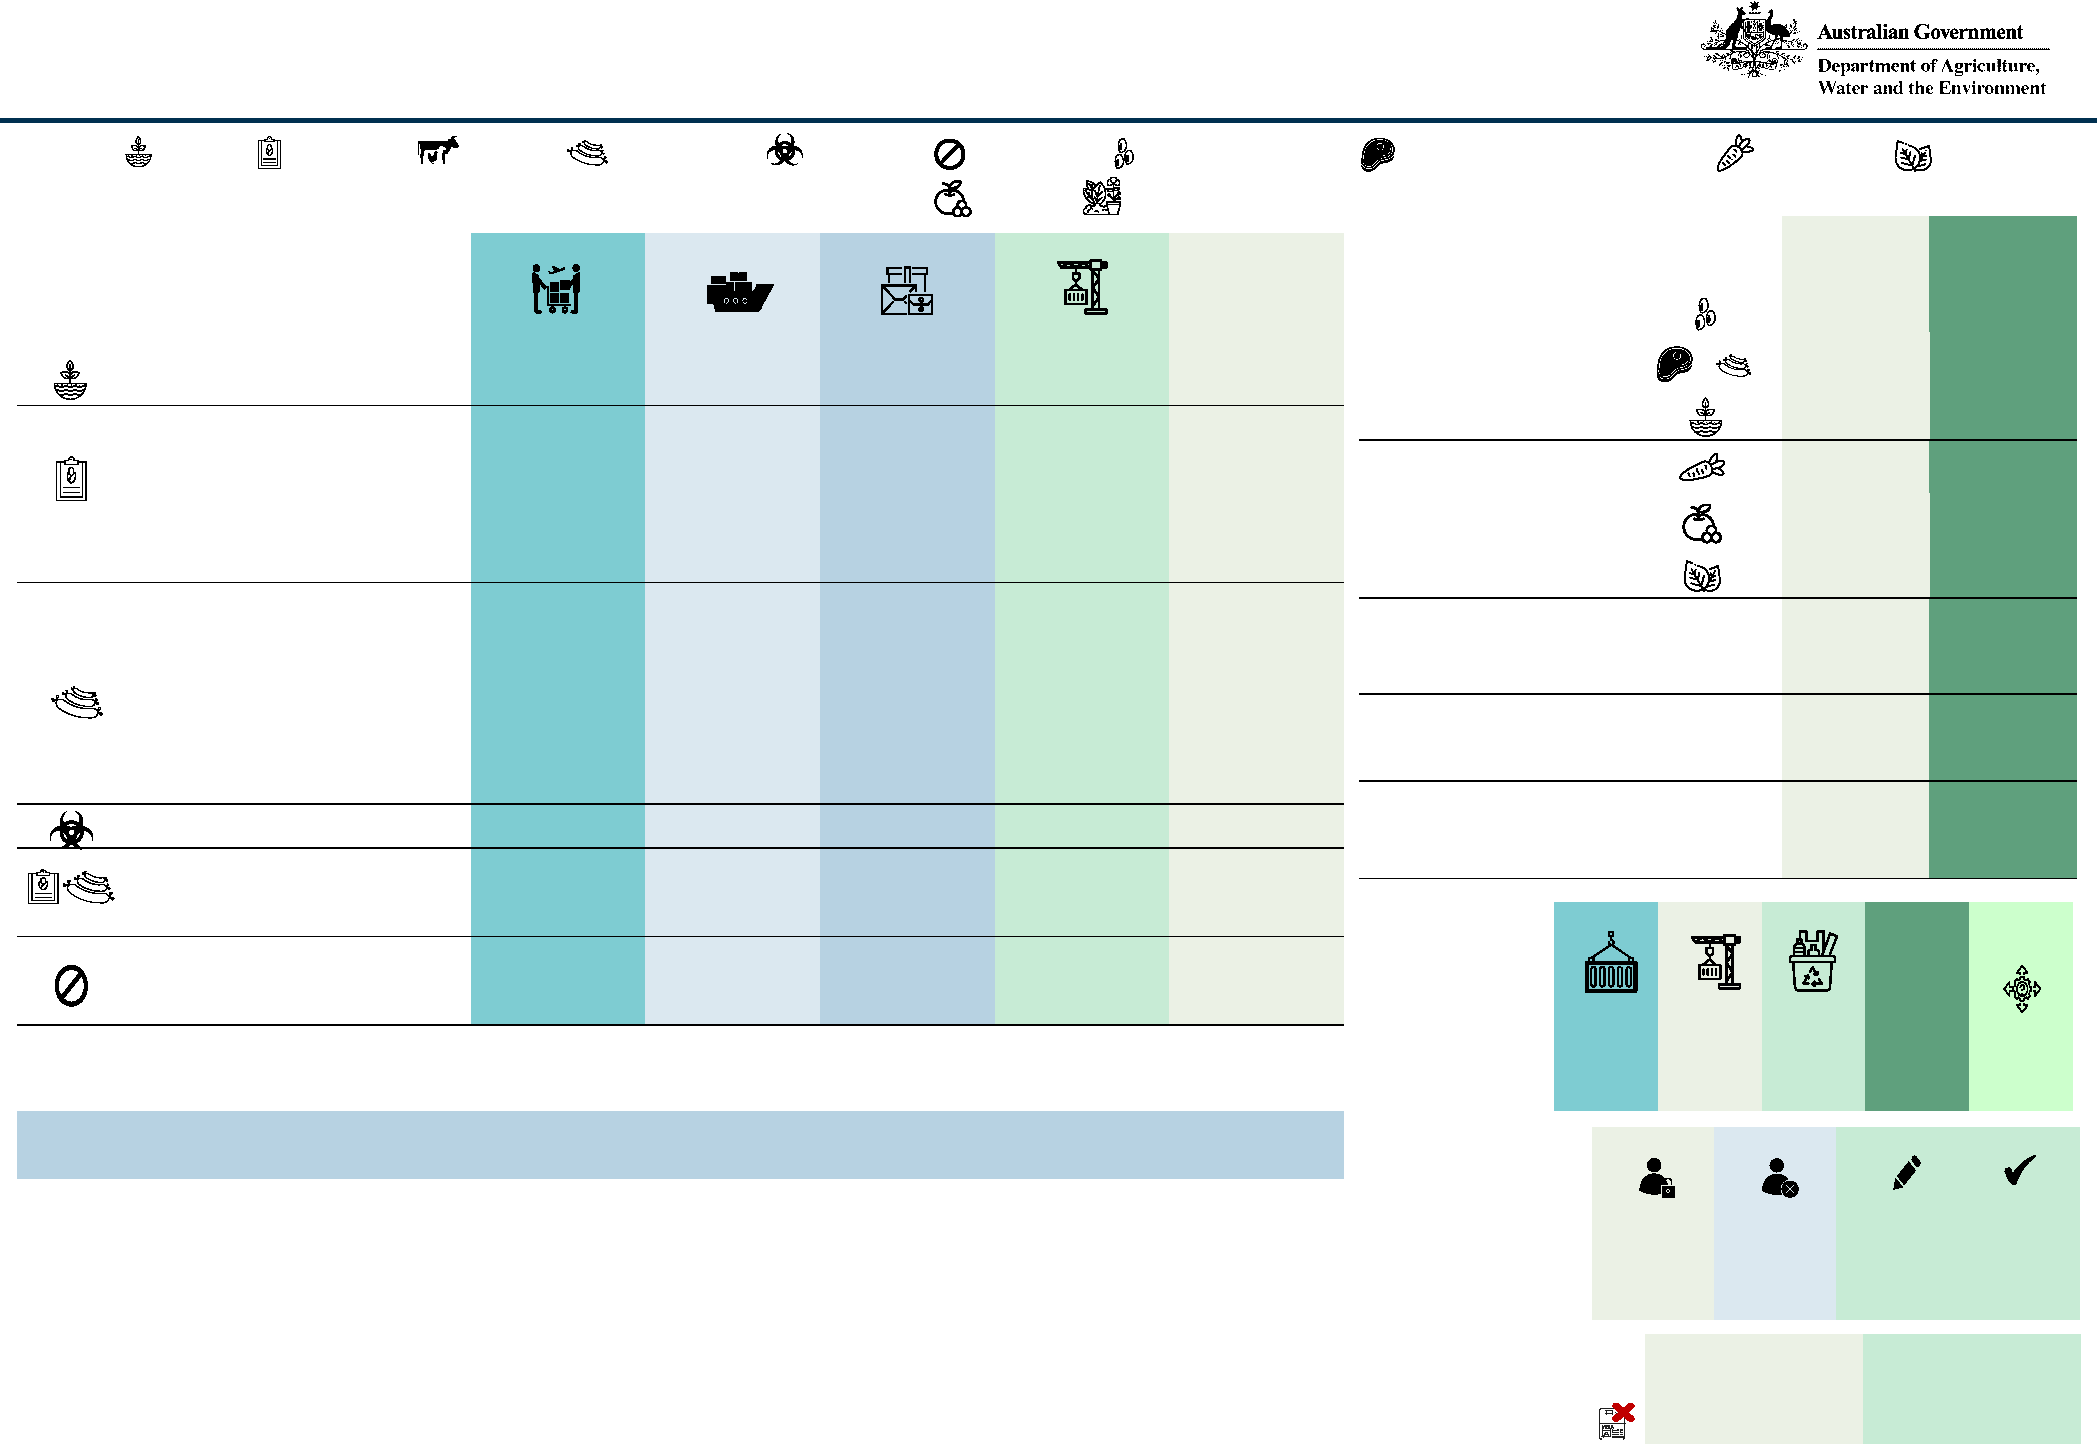 Australian Government
Department of Agriculture,
Water and the Environment